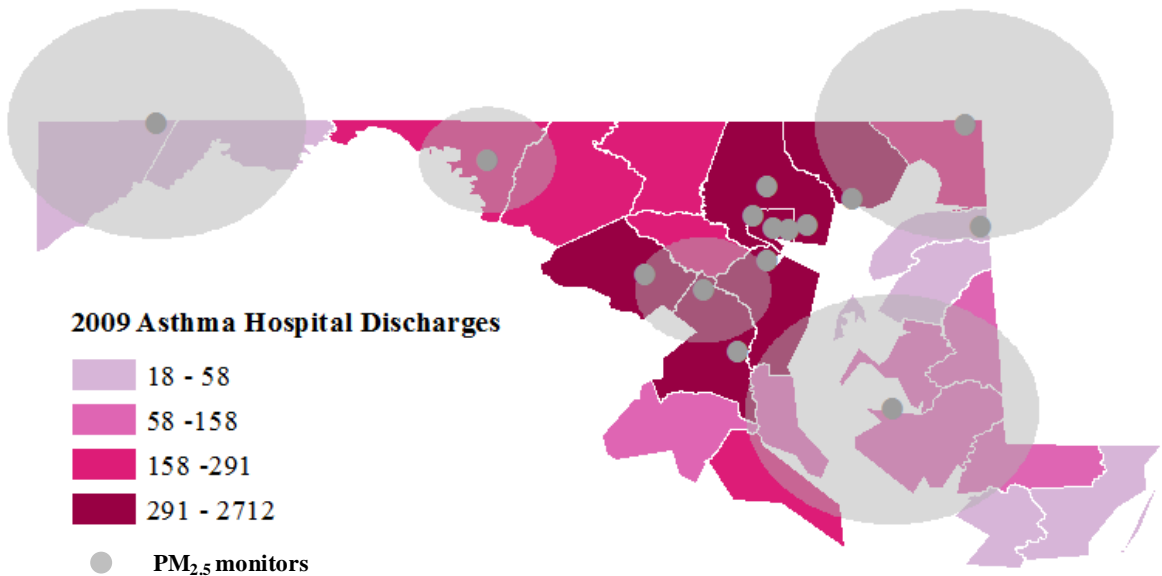 2009 Asthma Hospital Discharges
18 - 58
58 -158
158 -291
291 - 2712
PM2.5 monitors